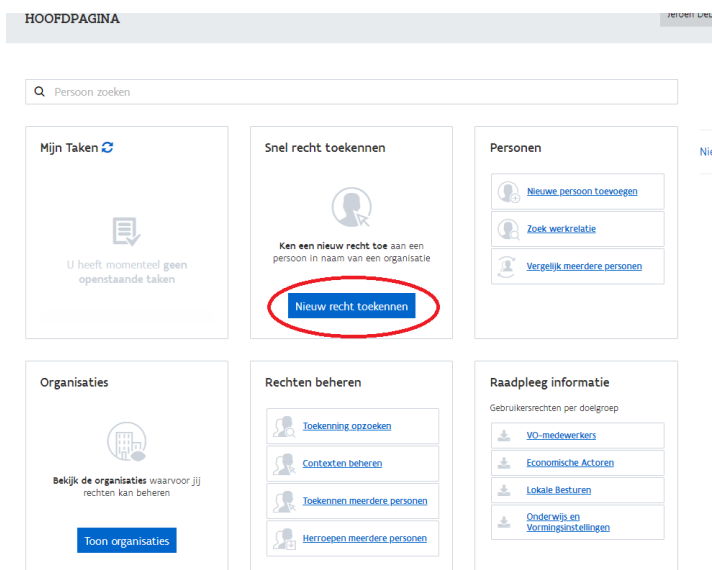 HOOFDPAGINA
Jeroen
Persoon zoeken
Mijn Taken
U heeft momenteel geen
openstaande taken
Snel recht toekennen
Ken een nieuw recht toe aan een
persoon in naam van een organisatie
Nieuw recht toekennen
Personen
Nieuwe persoon toevoegen
Zoek werkrelatie
Vergelijk meerdere personen
Organisaties
Bekijk de organisaties waarvoor jij
rechten kan beheren
Toon organisaties
Rechten beheren
Toekenning opzoeken
Contexten beheren
Toekennen meerdere personen
Herroepen meerdere personen
Raadpleeg informatie
Gebruikersrechten per doelgroep
VO-medewerkers
Economische Actoren
Lokale Besturen
Onderwijs en
Vormingsinstellingen